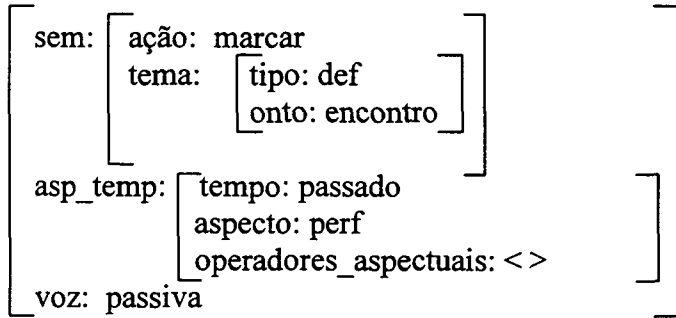 sem: ação: marcar
tema: tipo: def
onto: encontro
asp_temp: tempo: passado
aspecto: perf
operadores_aspectuais: < >
voz: passiva